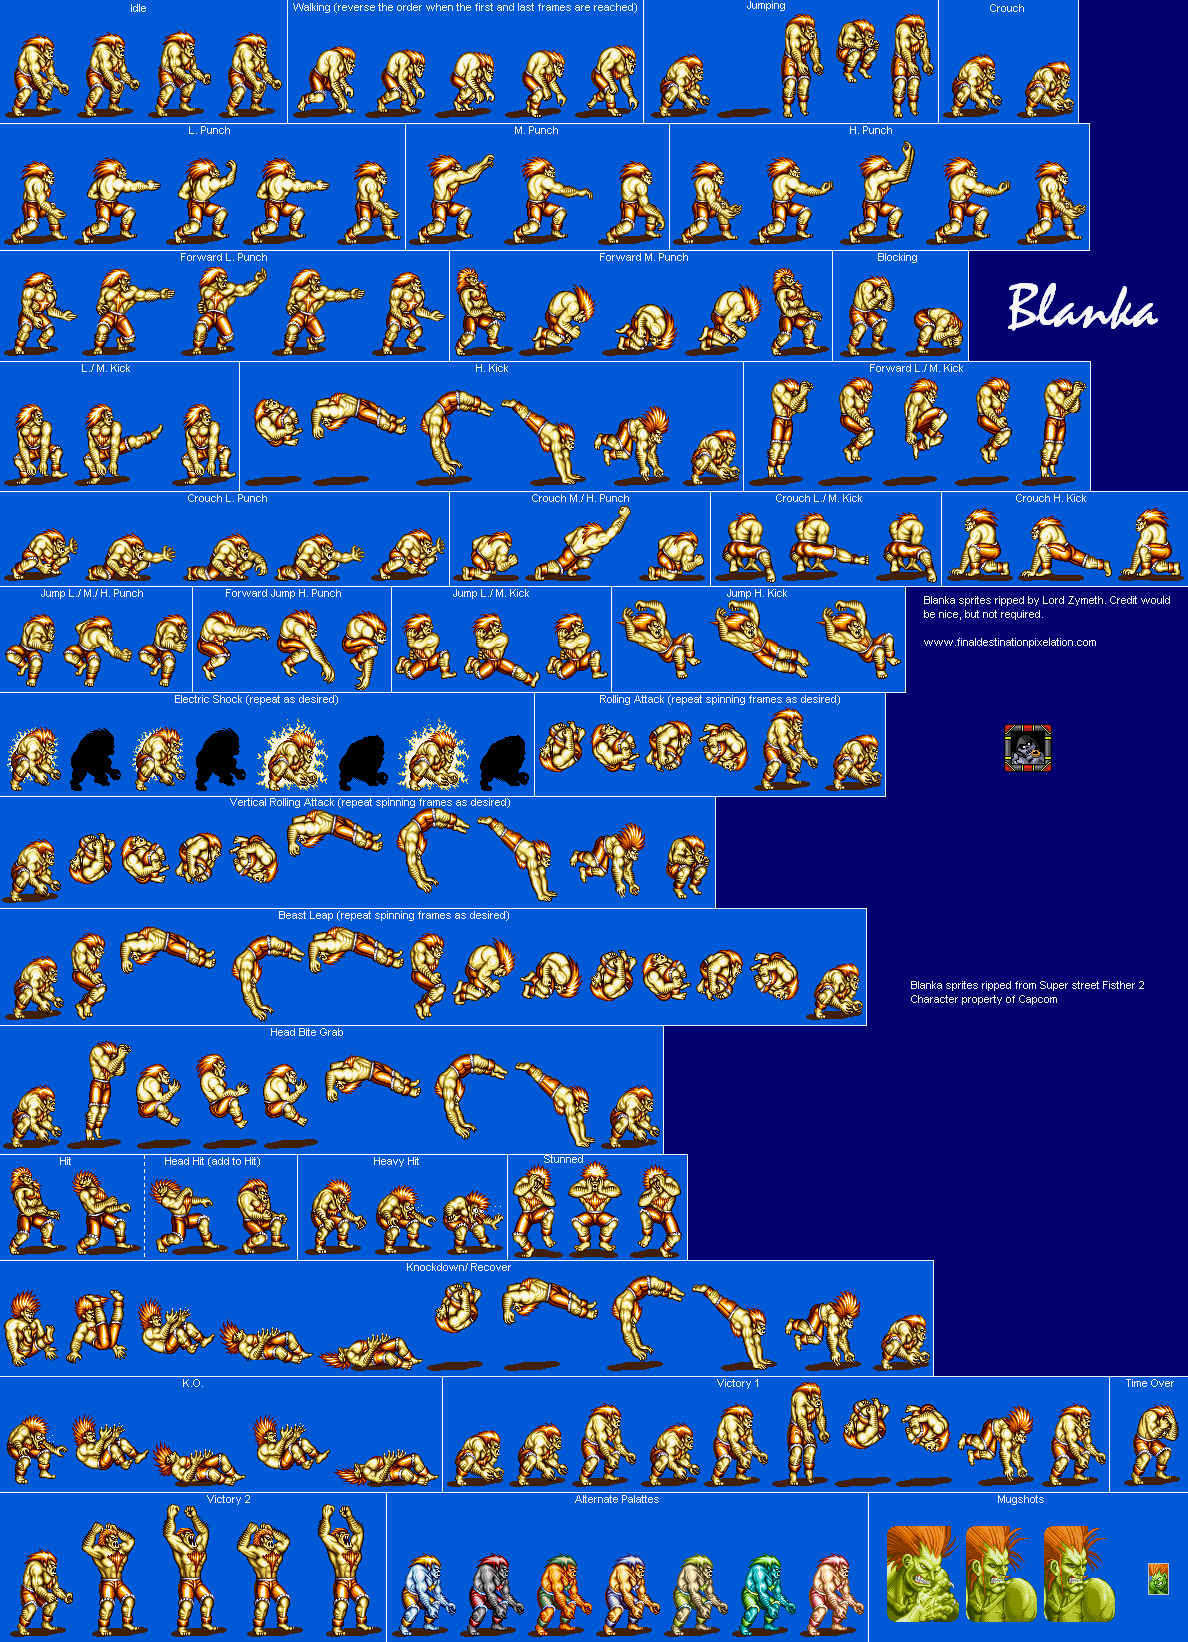 Idle
Walking (reverse the order when the first and last frames are reached)
Jumping
Crouch
L. Punch
M. Punch
H. Punch
Forward L. Punch
Forward M. Punch
Blocking
Blanka
L./ M. Kick
H. Kick
Forward L./ M. Kick
Crouch L. Punch
Crouch M./ H. Punch
Crouch L./ M. Kick
Crouch H. Kick
Jump L./ M./ H. Punch
Forward Jump H. Punch
Jump L./ M. Kick
Jump H. Kick
Blanka sprites ripped by Lord Zymeth. Credit would
be nice, but not required.
www.finaldestinationpixelation.com
Electric Shock (repeat as desired)
Rolling Attack (repeat spinning frames as desired)
Vertical Rolling Attack (repeat spinning frames as desired)
Beast Leap (repeat spinning frames as desired)
Blanka sprites ripped from Super street Fisther 2
Character property of Capcom
Head Bite Grab
Hit
Head Hit (add to Hit)
Heavy Hit
Stunned
Knockdown/ Recover
K.O.
Victory 1
Time Over
Victory 2
Alternate Palattes
Mugshots